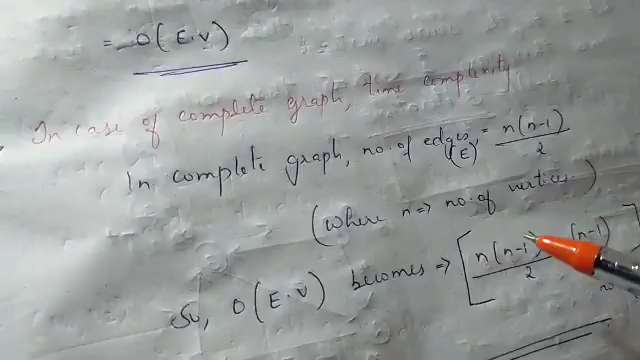 = O(E.V)
In case of complete graph, time complexity
In complete graph, no. of edges (E) = n(n-1)/2
(where n => no. of vertices.)
So, O(E.V) becomes => [n(n-1)/2 (n-1)]